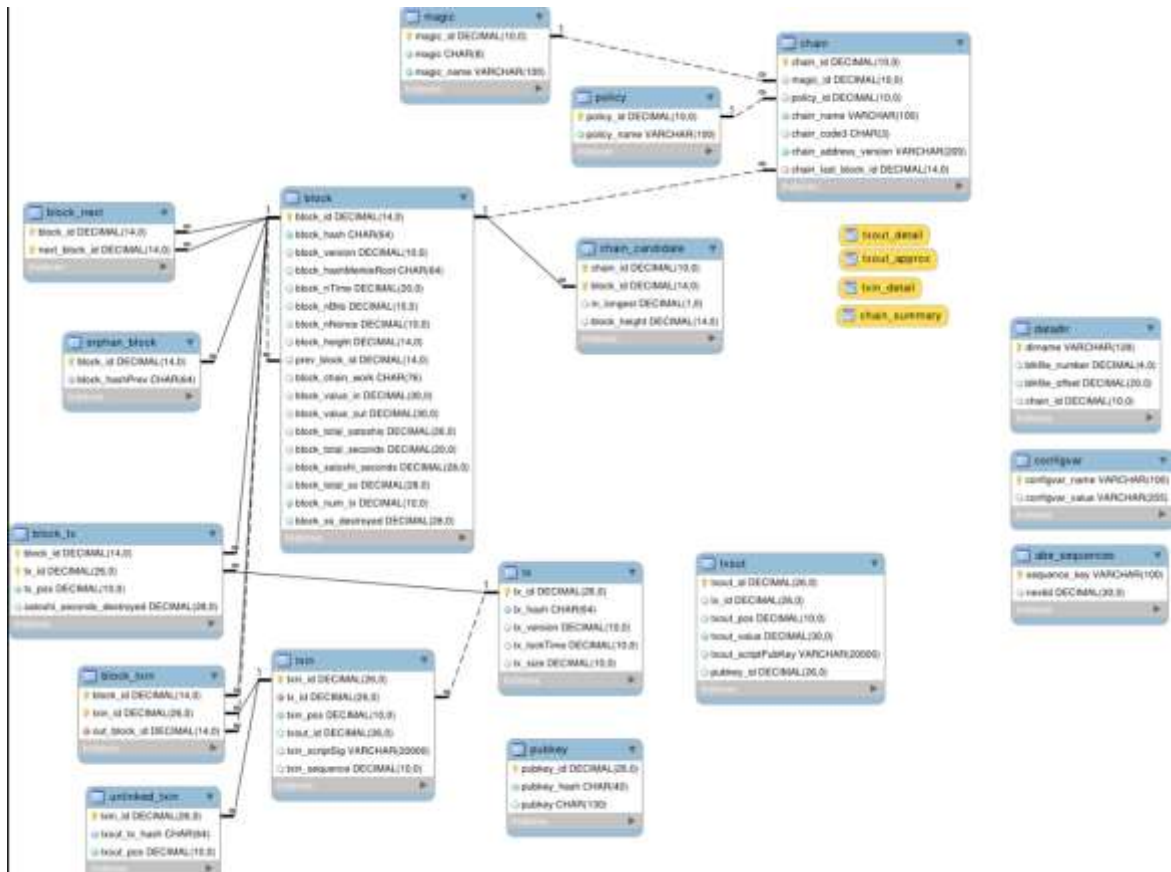 magic
magic_id DECIMAL(10,0)
magic CHAR(8)
magic_name VARCHAR(100)
chain
chain_id DECIMAL(10,0)
magic_id DECIMAL(10,0)
policy_id DECIMAL(10,0)
chain_name VARCHAR(100)
chain_code3 CHAR(3)
chain_address_version VARCHAR(205)
chain_last_block_id DECIMAL(14,0)
policy
policy_id DECIMAL(10,0)
policy_name VARCHAR(100)
block
block_id DECIMAL(14,0)
block_hash CHAR(64)
block_version DECIMAL(10,0)
block_hashMerkleRoot CHAR(64)
block_nTime DECIMAL(20,0)
block_nBits DECIMAL(10,0)
block_nNonce DECIMAL(10,0)
block_height DECIMAL(14,0)
prev_block_id DECIMAL(14,0)
block_chain_work CHAR(76)
block_value_in DECIMAL(30,0)
block_value_out DECIMAL(30,0)
block_total_satoshis DECIMAL(26,0)
block_total_seconds DECIMAL(20,0)
block_satoshi_seconds DECIMAL(28,0)
block_total_ss DECIMAL(28,0)
block_num_tx DECIMAL(10,0)
block_ss_destroyed DECIMAL(28,0)
block_next
block_id DECIMAL(14,0)
next_block_id DECIMAL(14,0)
chain_candidate
chain_id DECIMAL(10,0)
block_id DECIMAL(14,0)
in_longest DECIMAL(1,0)
block_height DECIMAL(14,0)
txout_detail
txout_approx
txin_detail
chain_summary
orphan_block
block_id DECIMAL(14,0)
block_hashPrev CHAR(64)
datadir
dirname VARCHAR(128)
blkfile_number DECIMAL(4,0)
blkfile_offset DECIMAL(20,0)
chain_id DECIMAL(10,0)
configvar
configvar_name VARCHAR(100)
configvar_value VARCHAR(255)
block_tx
block_id DECIMAL(14,0)
tx_id DECIMAL(26,0)
tx_pos DECIMAL(10,0)
satoshi_seconds_destroyed DECIMAL(28,0)
tx
tx_id DECIMAL(26,0)
tx_hash CHAR(64)
tx_version DECIMAL(10,0)
tx_lockTime DECIMAL(10,0)
tx_size DECIMAL(10,0)
txout
txout_id DECIMAL(26,0)
tx_id DECIMAL(26,0)
txout_pos DECIMAL(10,0)
txout_value DECIMAL(30,0)
txout_scriptPubKey VARCHAR(20000)
pubkey_id DECIMAL(26,0)
abe_sequences
sequence_key VARCHAR(100)
nextid DECIMAL(30,0)
block_txin
block_id DECIMAL(14,0)
txin_id DECIMAL(26,0)
out_block_id DECIMAL(14,0)
txin
txin_id DECIMAL(26,0)
tx_id DECIMAL(26,0)
txin_pos DECIMAL(10,0)
txout_id DECIMAL(26,0)
txin_scriptSig VARCHAR(20000)
txin_sequence DECIMAL(10,0)
pubkey
pubkey_id DECIMAL(26,0)
pubkey_hash CHAR(40)
pubkey CHAR(130)
unlinked_txin
txin_id DECIMAL(26,0)
txout_tx_hash CHAR(64)
txout_pos DECIMAL(10,0)